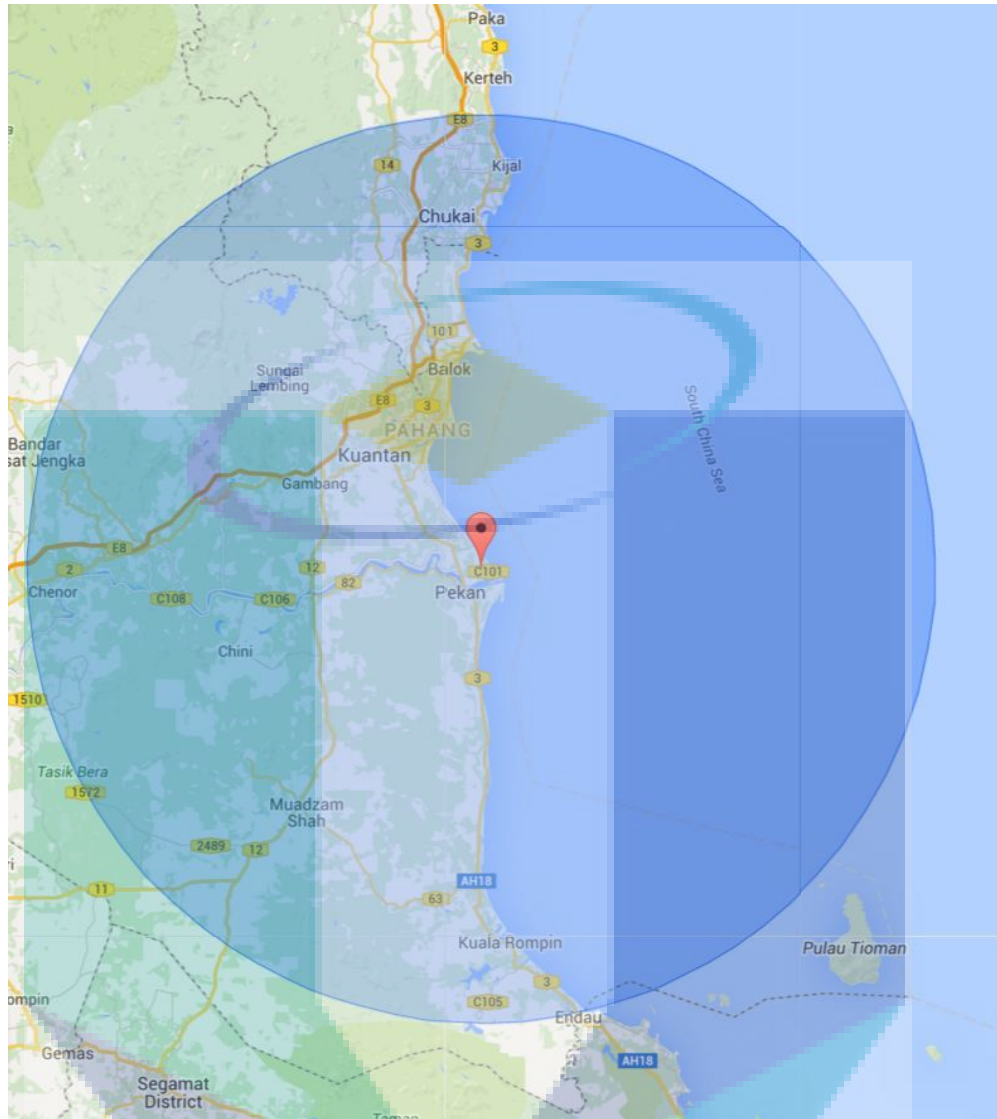 Paka
3
Kerteh
E8
14
Kijal
Chukai
3
101
Sungai
Lembing
Balok
E8
3
PAHANG
Bandar
sat Jengka
Kuantan
South China Sea
Gambang
E8
2
12
82
C101
Chenor
C108
C106
Pekan
Chini
3
1510
Tasik Bera
1572
Muadzam
Shah
2489
12
ri
11
AH18
63
Kuala Rompin
Pulau Tioman
3
ompin
C105
Endau
Gemas
AH18
Segamat
District